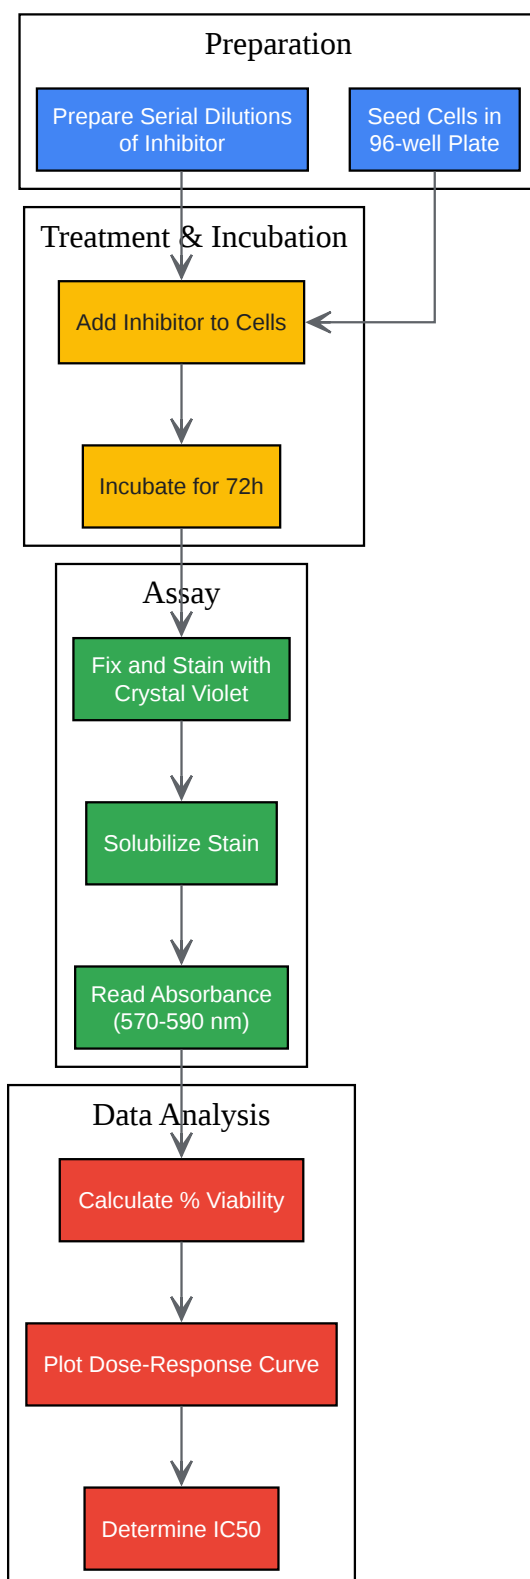 Preparation
Prepare Serial Dilutions
of Inhibitor
Seed Cells in
96-well Plate
Treatment & Incubation
Add Inhibitor to Cells
Incubate for 72h
Assay
Fix and Stain with
Crystal Violet
Solubilize Stain
Read Absorbance
(570-590 nm)
Data Analysis
Calculate % Viability
Plot Dose-Response Curve
Determine IC50